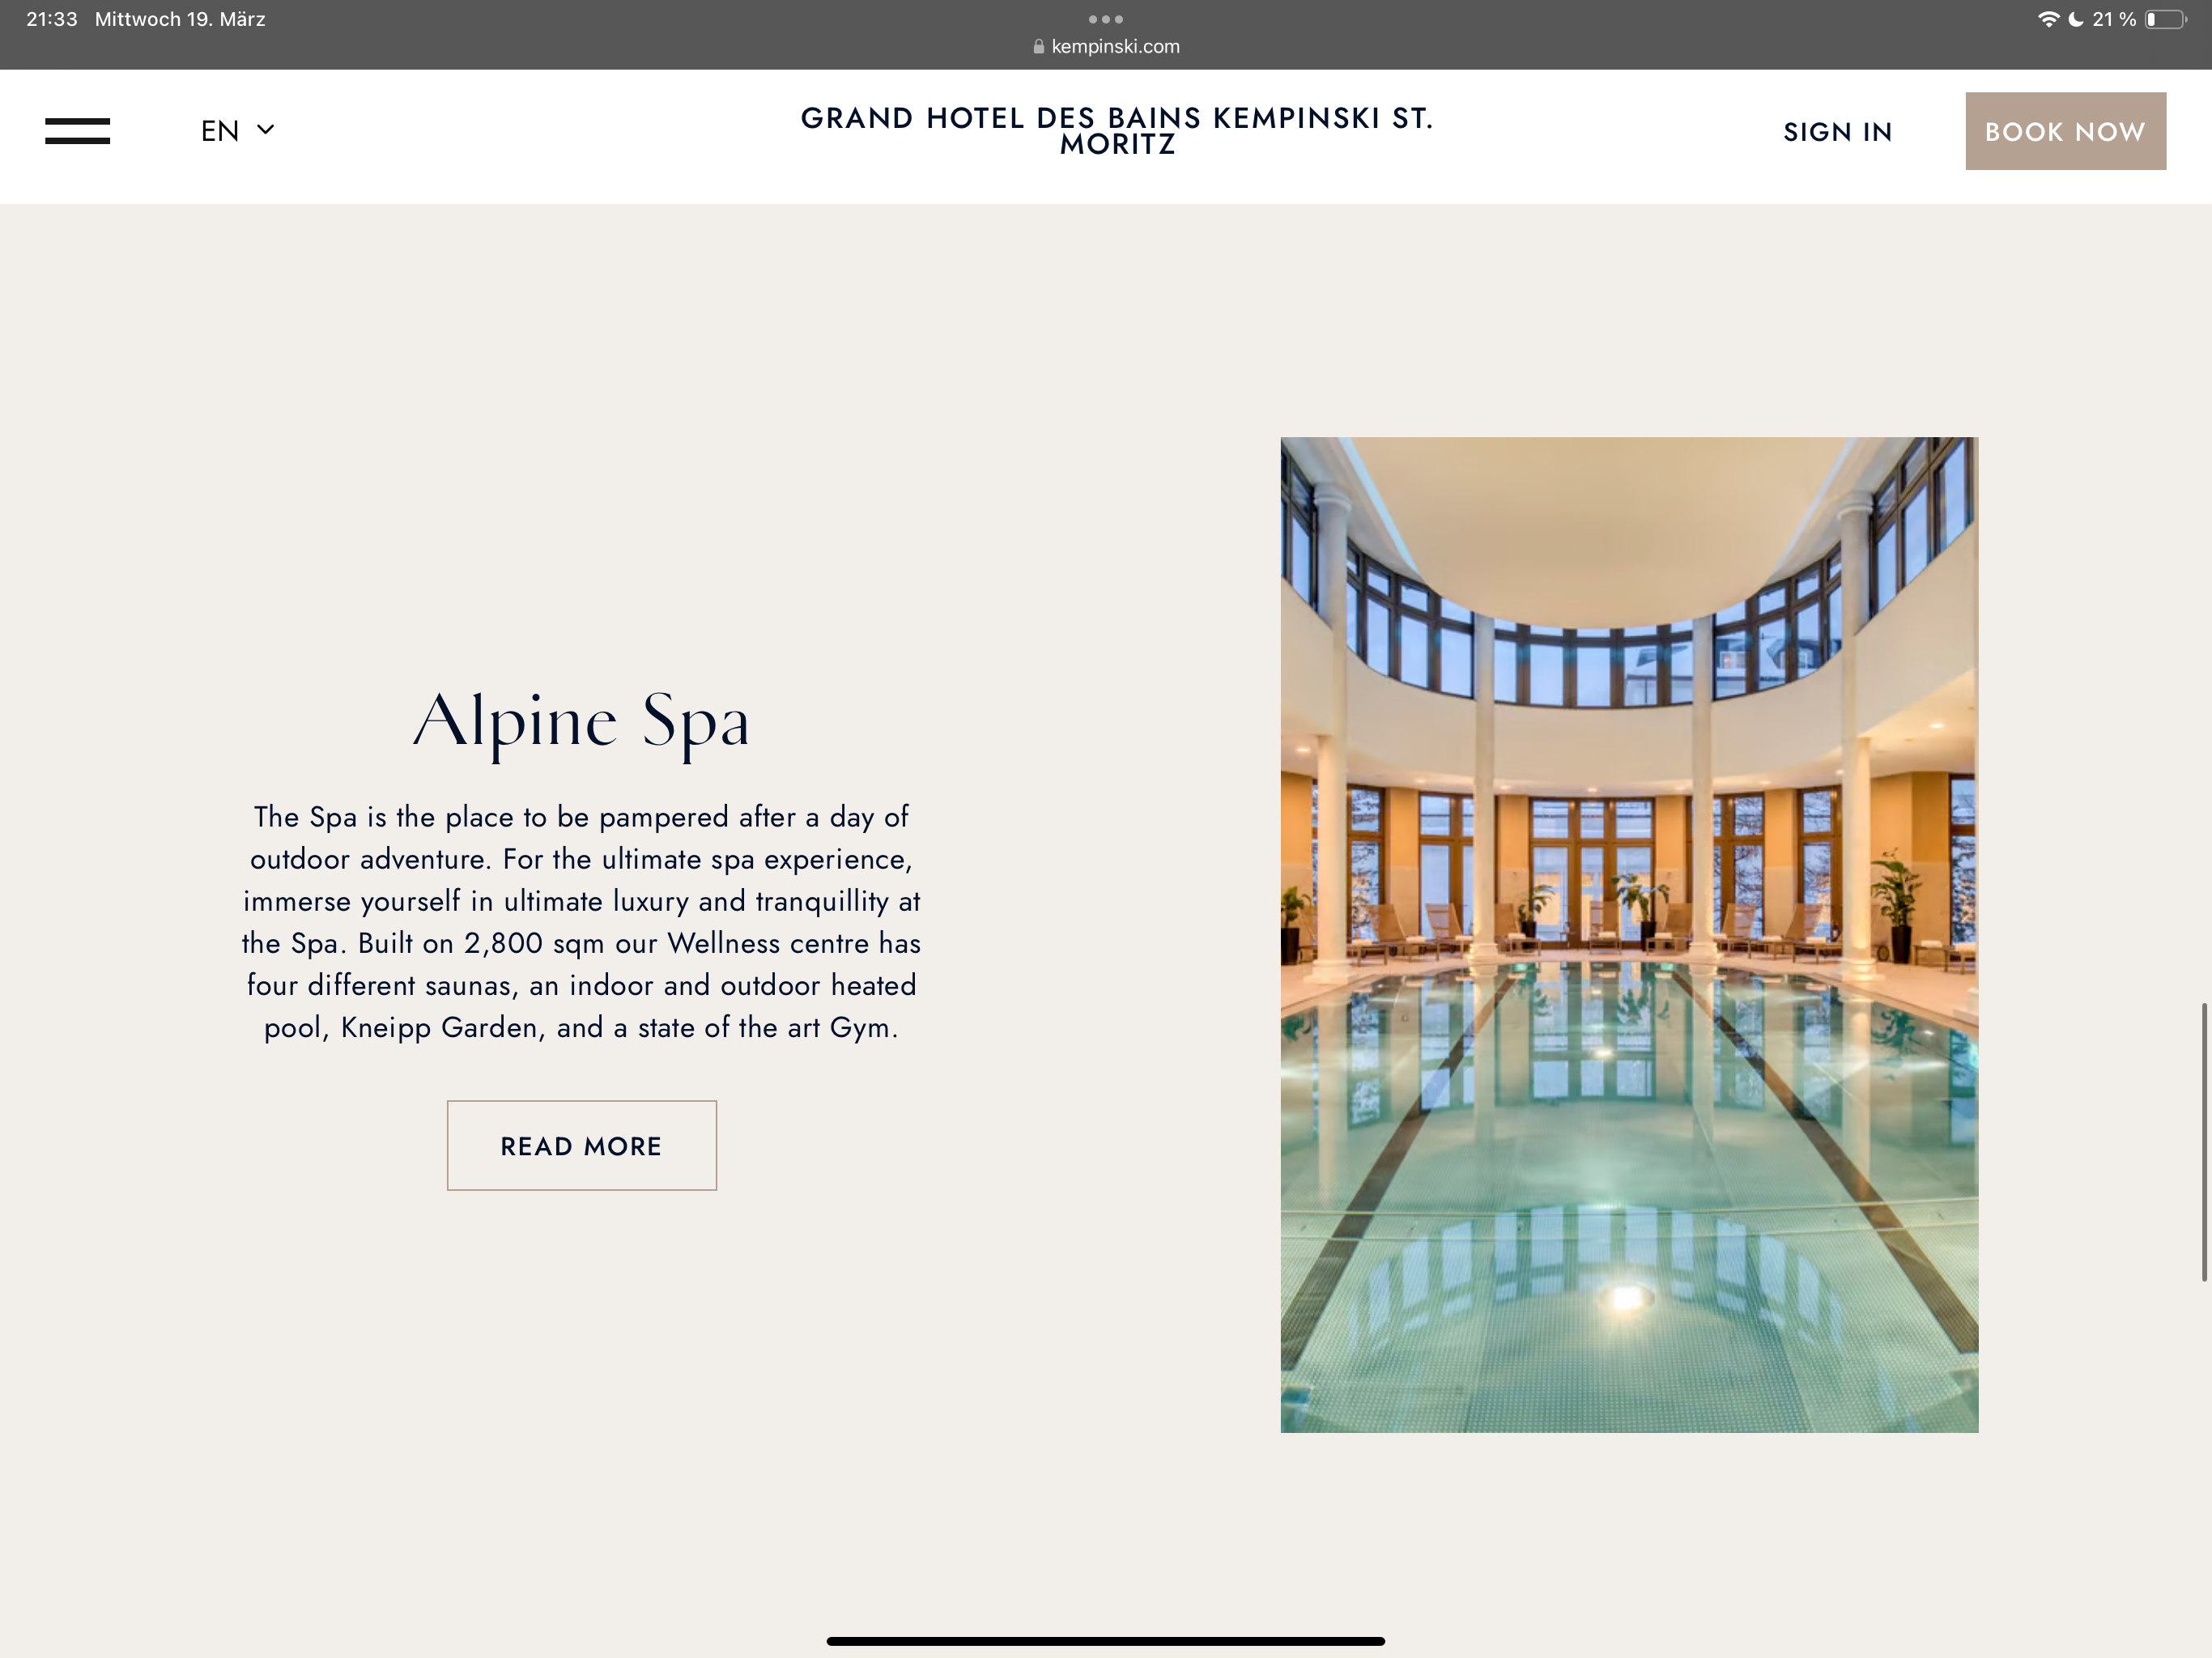 21:33 Mittwoch 19. März
21 %
kempinski.com
EN
GRAND HOTEL DES BAINS KEMPINSKI ST.
MORITZ
SIGN IN
BOOK NOW
Alpine Spa
The Spa is the place to be pampered after a day of
outdoor adventure. For the ultimate spa experience,
immerse yourself in ultimate luxury and tranquillity at
the Spa. Built on 2,800 sqm our Wellness centre has
four different saunas, an indoor and outdoor heated
pool, Kneipp Garden, and a state of the art Gym.
READ MORE